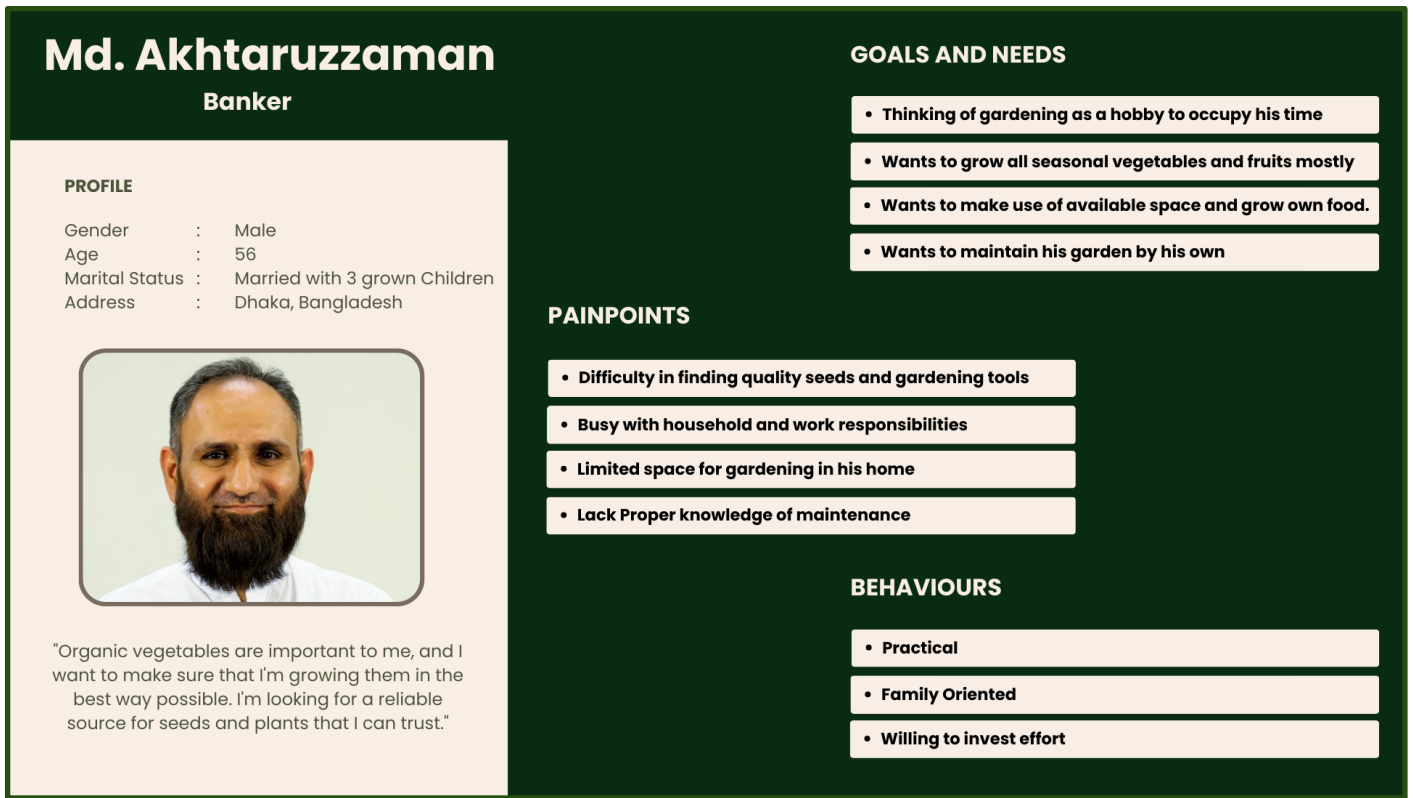 Md. Akhtaruzzaman
Banker
PROFILE
Gender : Male
Age : 56
Marital Status : Married with 3 grown Children
Address : Dhaka, Bangladesh
"Organic vegetables are important to me, and I
want to make sure that I'm growing them in the
best way possible. I'm looking for a reliable
source for seeds and plants that I can trust."
GOALS AND NEEDS
• Thinking of gardening as a hobby to occupy his time
• Wants to grow all seasonal vegetables and fruits mostly
• Wants to make use of available space and grow own food.
• Wants to maintain his garden by his own
PAINPOINTS
• Difficulty in finding quality seeds and gardening tools
• Busy with household and work responsibilities
• Limited space for gardening in his home
• Lack Proper knowledge of maintenance
BEHAVIOURS
• Practical
• Family Oriented
• Willing to invest effort